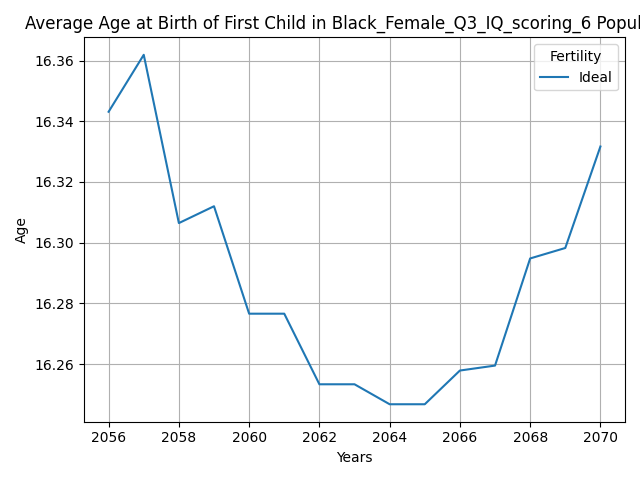 Average Age at Birth of First Child in Black_Female_Q3_IQ_scoring_6 Popul
Fertility
Ideal
16.36
16.34
16.32
16.30
16.28
16.26
Age
2056 2058 2060 2062 2064 2066 2068 2070
Years